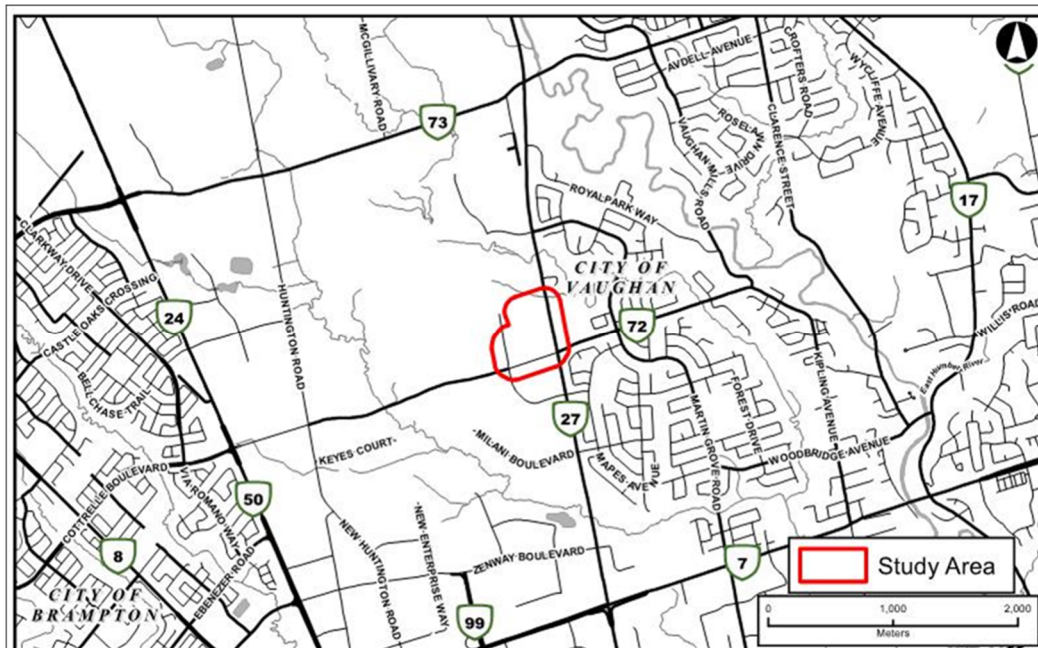 MCGILLIVARY ROAD
73
AVDELL AVENUE
CROFTERS ROAD
WYCLIFFE AVENUE
ROSELAWN DRIVE
VAUGHAN MILLS ROAD
CLARENCE STREET
17
ROYALPARK WAY
CITY OF
VAUGHAN
CLARKWAY DRIVE
CASTLE OAKS CROSSING
24
HUNTINGTON ROAD
72
WILLIS ROAD
BELLCHASE TRAIL
KIPLING AVENUE
East Humber River
27
MARTIN GROVE ROAD
FOREST DRIVE
KEYES COURT
MILANI BOULEVARD
MAPES AVENUE
WOODBRIDGE AVENUE
COTTRELLE BOULEVARD
VIA ROMANO WAY
50
NEW HUNTINGTON ROAD
NEW ENTERPRISE WAY
ZENWAY BOULEVARD
7
8
EBENEZER ROAD
CITY OF
BRAMPTON
99
Study Area
0 1,000 2,000
Meters